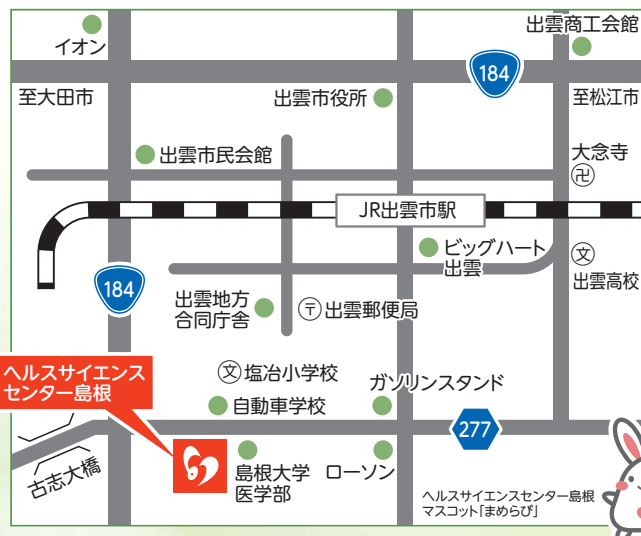 出雲商工会館
イオン
184
至大田市
出雲市役所
至松江市
出雲市民会館
大念寺
卍
JR出雲市駅
ビッグハート
出雲
文
出雲高校
184
出雲地方
合同庁舎
〒出雲郵便局
ヘルスサイエンス
センター島根
文 塩冶小学校
ガソリンスタンド
自動車学校
277
古志大橋
島根大学
医学部
ローソン
ヘルスサイエンスセンター島根
マスコット「まめらび」